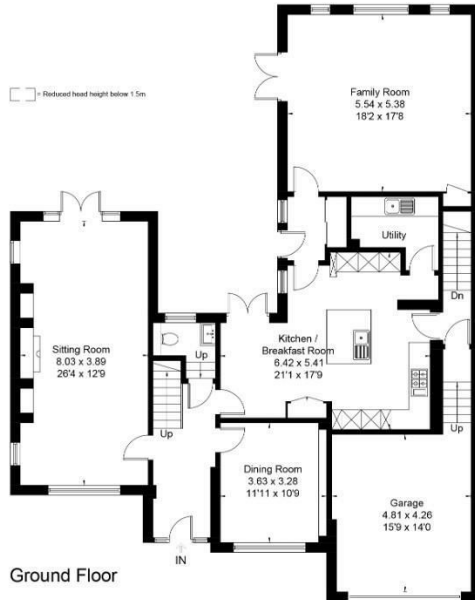 = Reduced head height below 1.5m
Family Room
5.54 x 5.38
18'2 x 17'8
Utility
Dn
Sitting Room
8.03 x 3.89
26'4 x 12'9
Up
Kitchen /
Breakfast Room
6.42 x 5.41
21'1 x 17'9
Up
Up
Dining Room
3.63 x 3.28
11'11 x 10'9
Garage
4.81 x 4.26
15'9 x 14'0
IN
Ground Floor